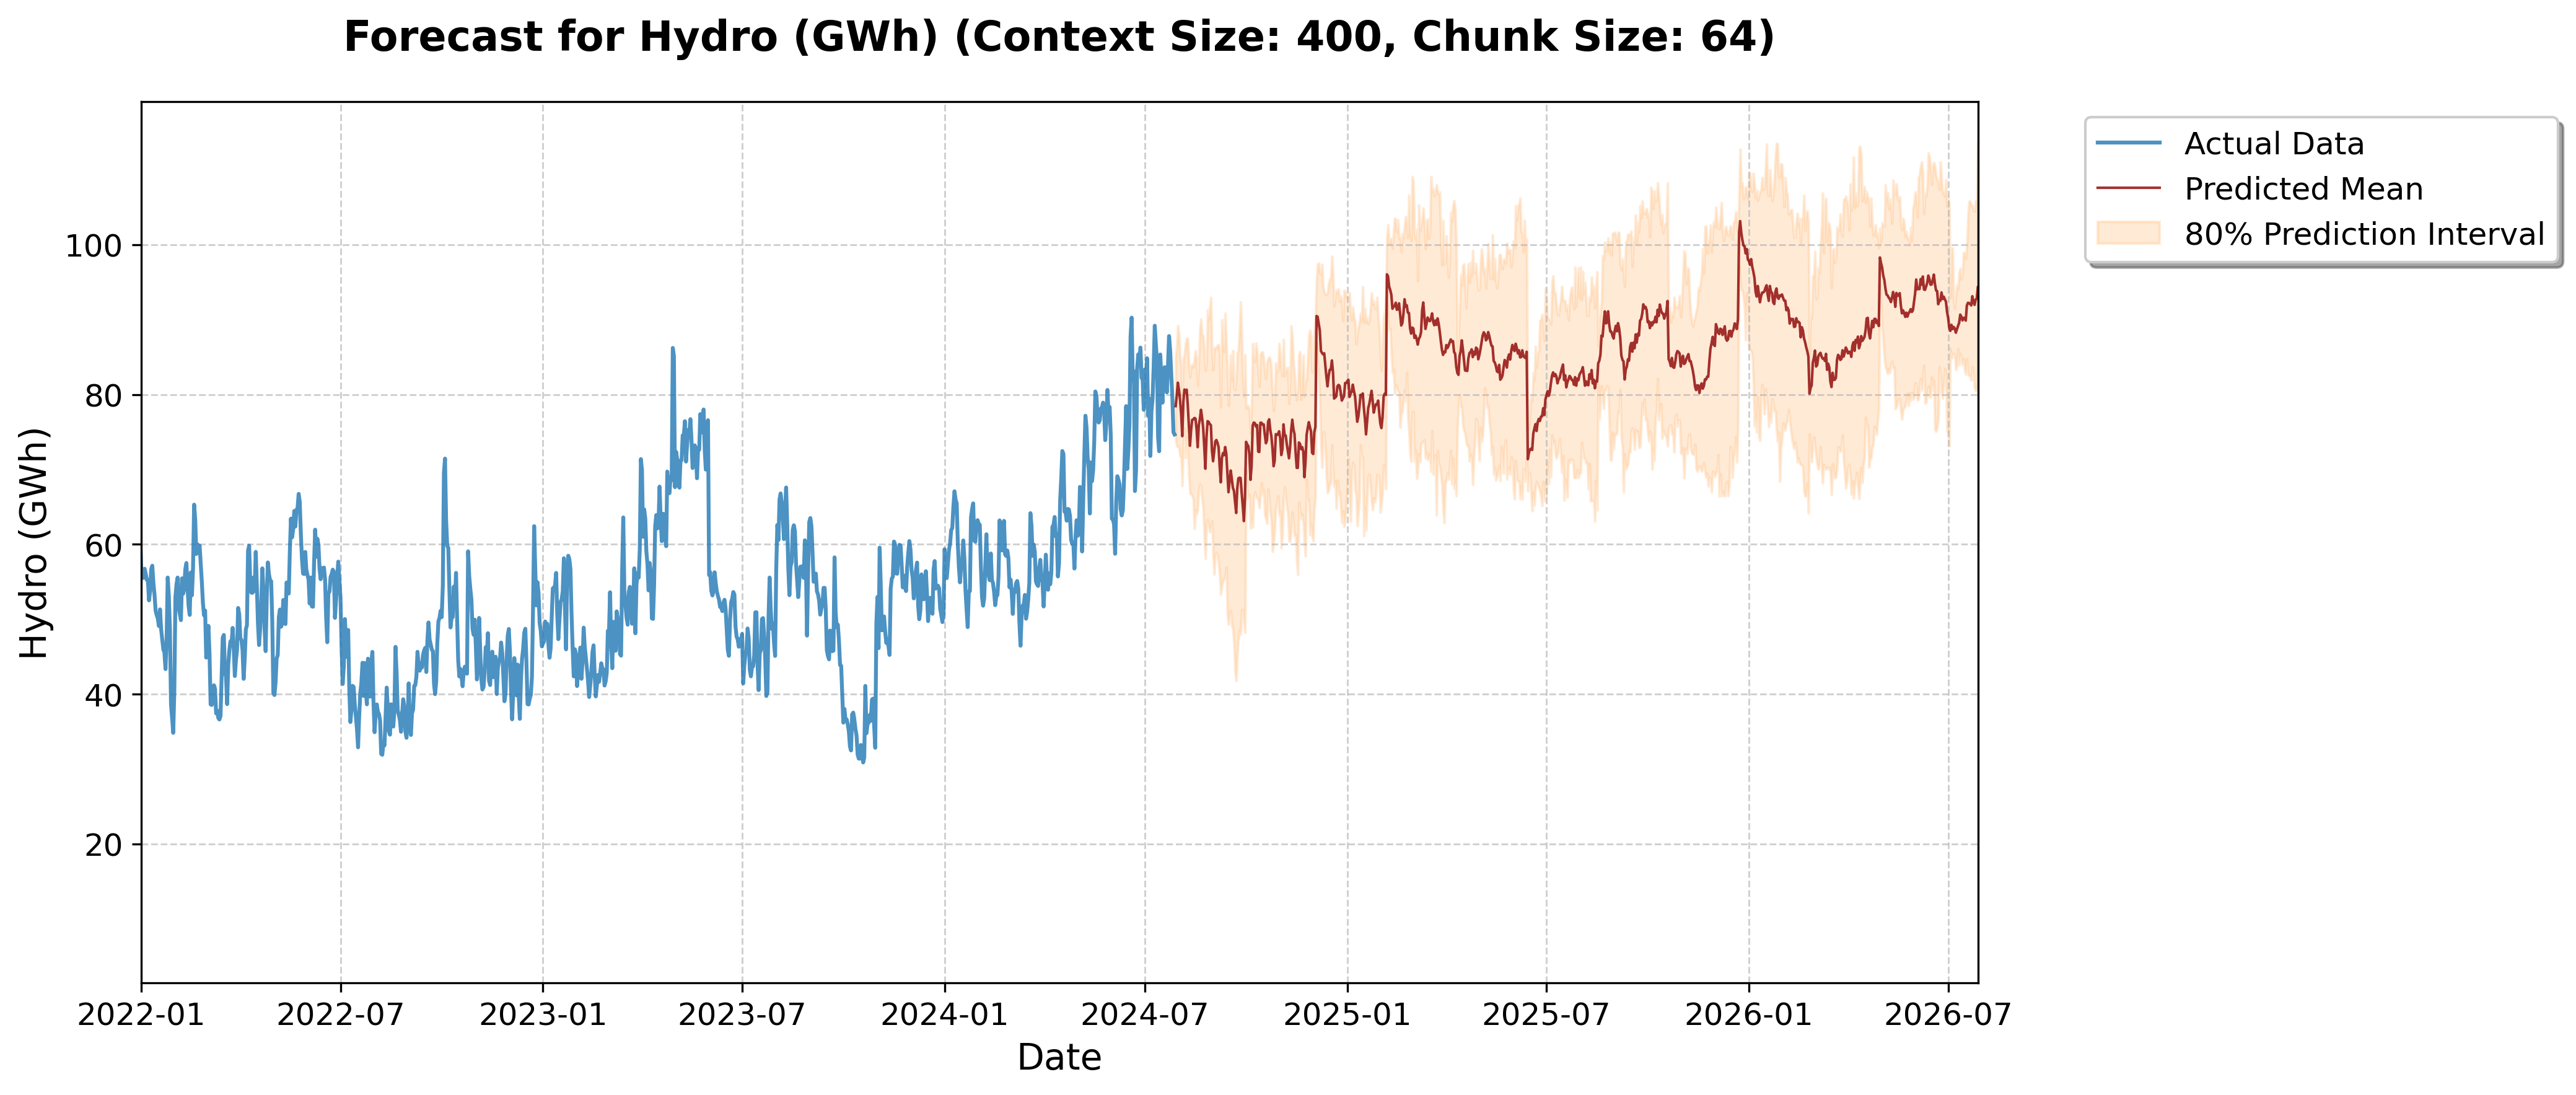 Forecast for Hydro (GWh) (Context Size: 400, Chunk Size: 64)
Actual Data
Predicted Mean
80% Prediction Interval
Hydro (GWh)
100
80
60
40
20
2022-01 2022-07 2023-01 2023-07 2024-01 2024-07 2025-01 2025-07 2026-01 2026-07
Date